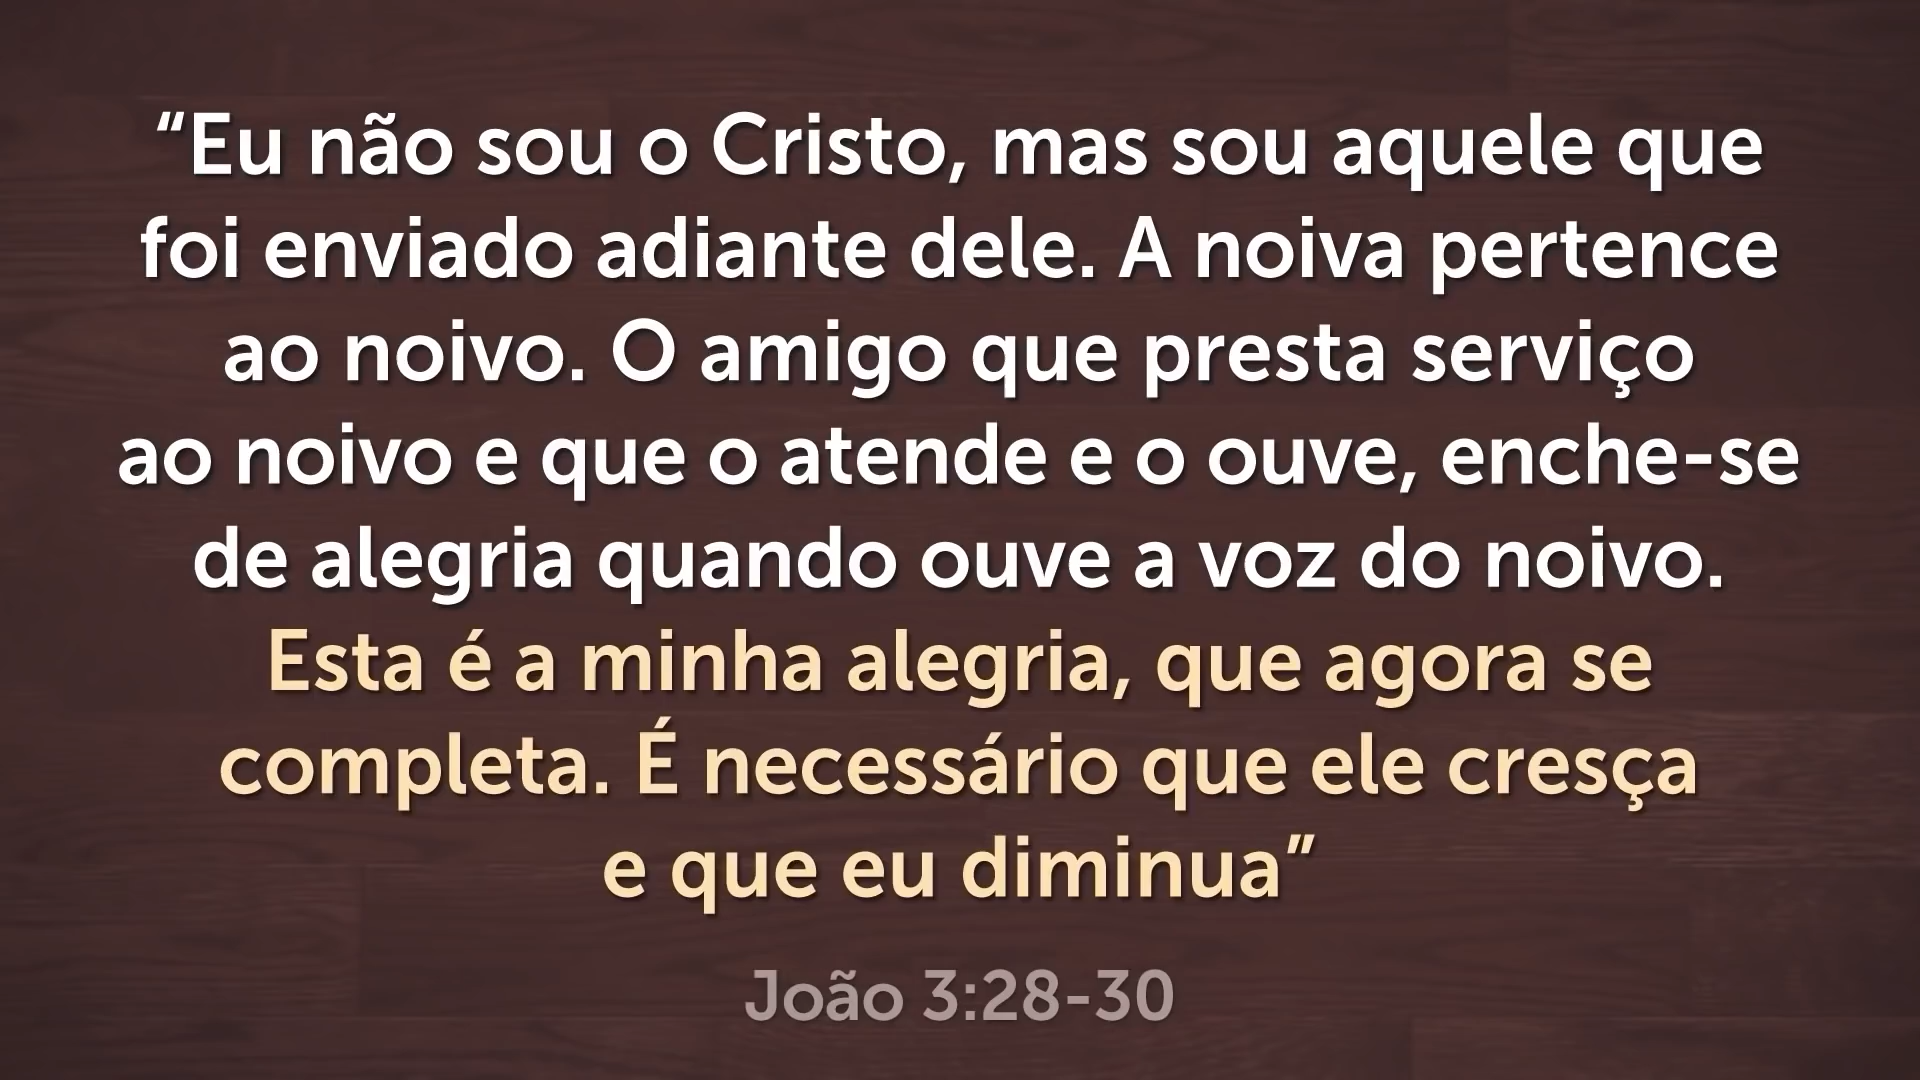 “Eu não sou o Cristo, mas sou aquele que
foi enviado adiante dele. A noiva pertence
ao noivo. O amigo que presta serviço
ao noivo e que o atende e o ouve, enche-se
de alegria quando ouve a voz do noivo.
Esta é a minha alegria, que agora se
completa. É necessário que ele cresça
e que eu diminua”
João 3:28-30